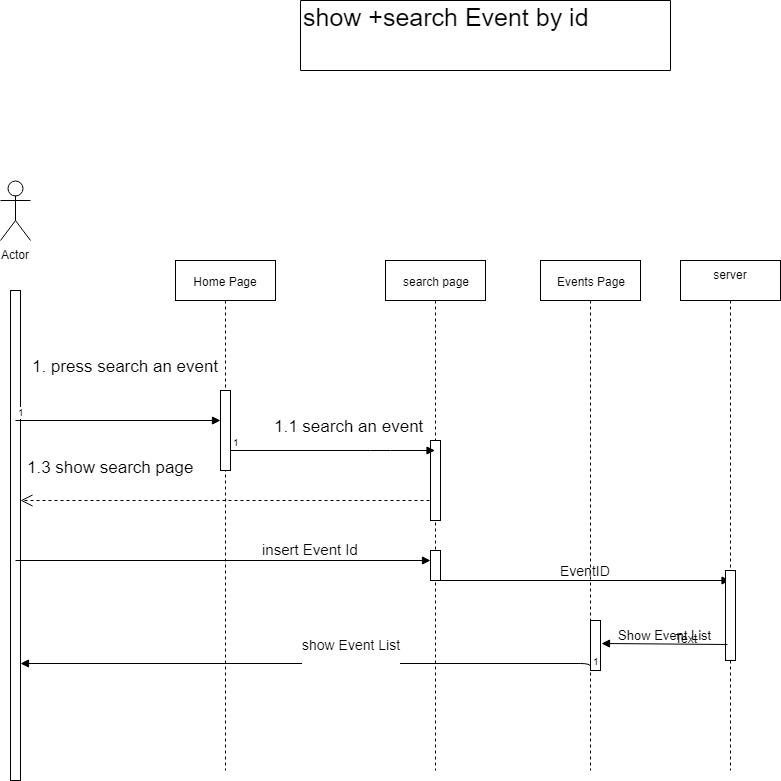 show +search Event by id
Actor
Home Page
search page
Events Page
server
1. press search an event
1
1.1 search an event
1
1.3 show search page
insert Event Id
EventID
Show Event List
Text
show Event List
1